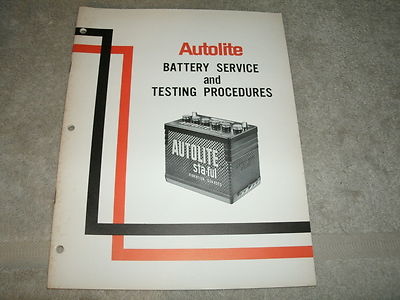 Autolite
BATTERY SERVICE
and
TESTING PROCEDURES
AUTOLITE
sta-ful